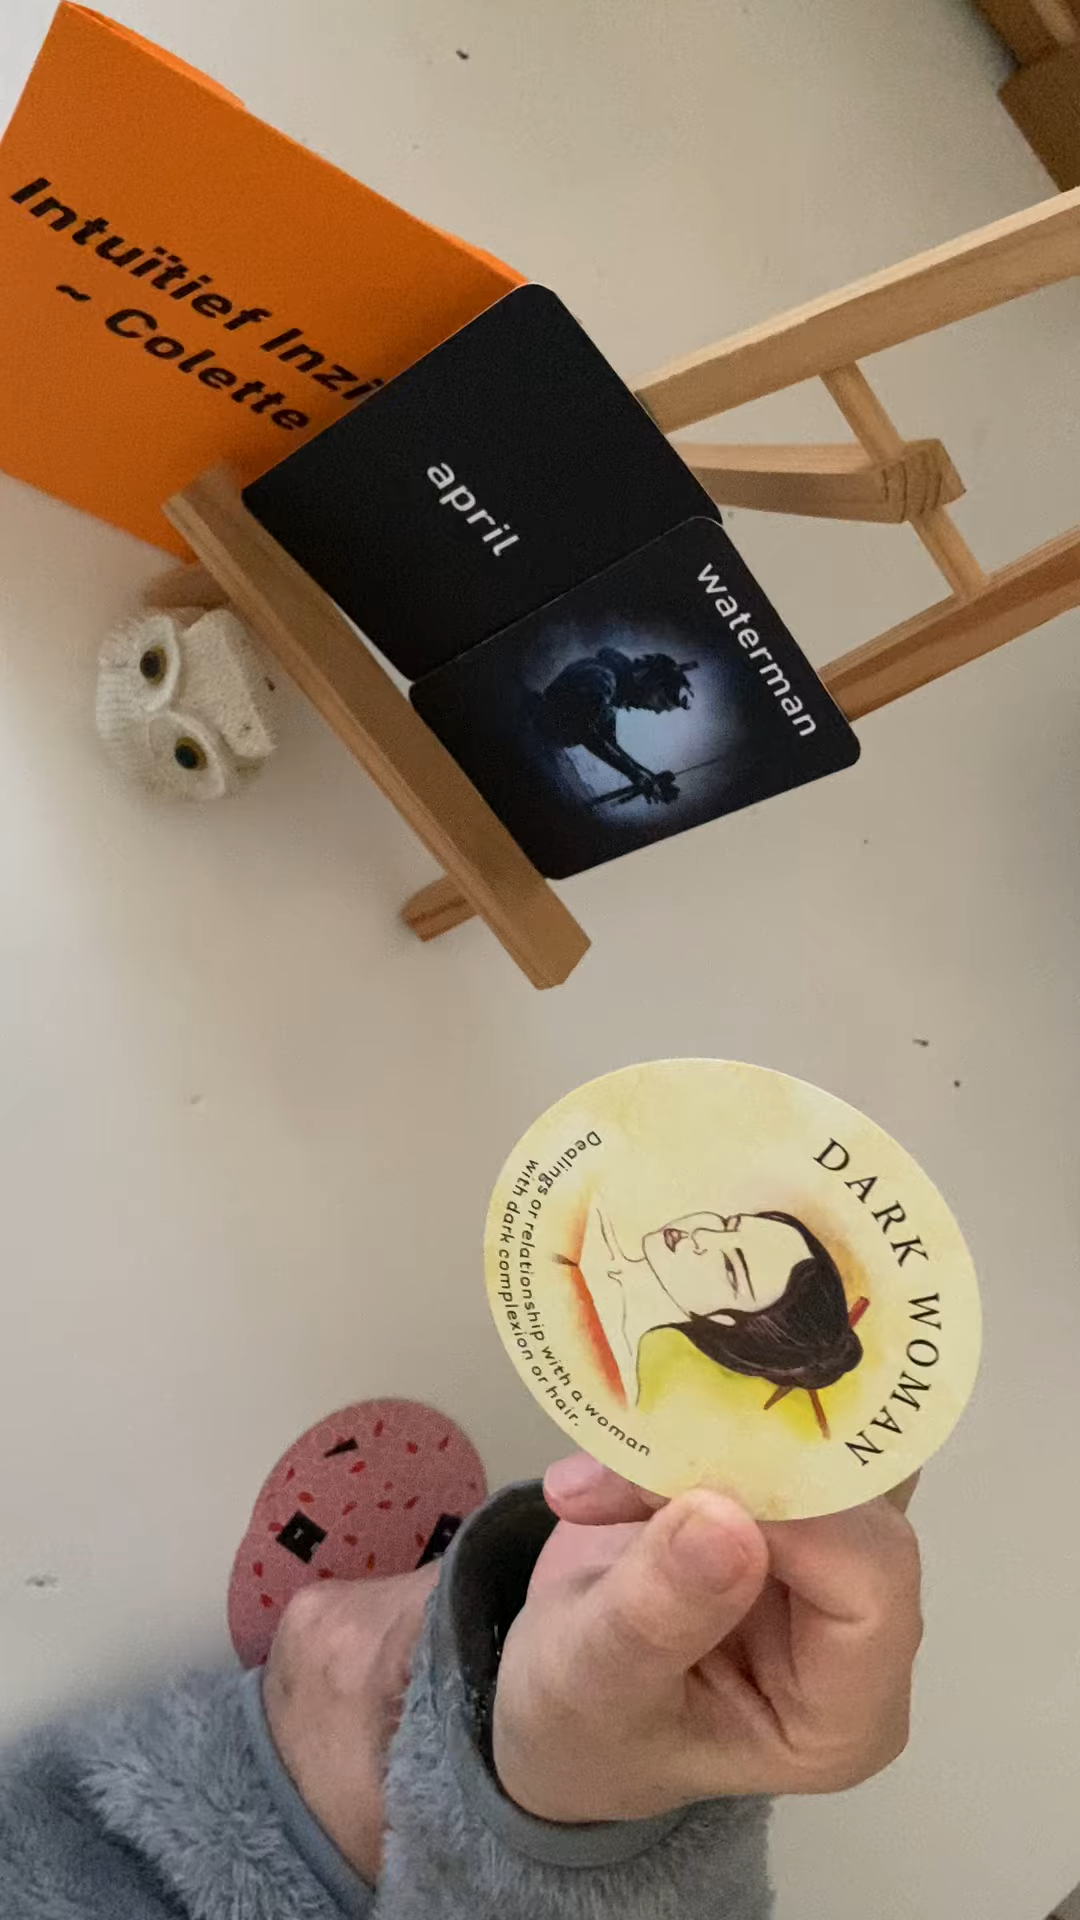 Intuïtief Inzi
~ Colette
april
waterman
DARK WOMAN
Dealings or relationship with a woman
with dark complexion or hair.